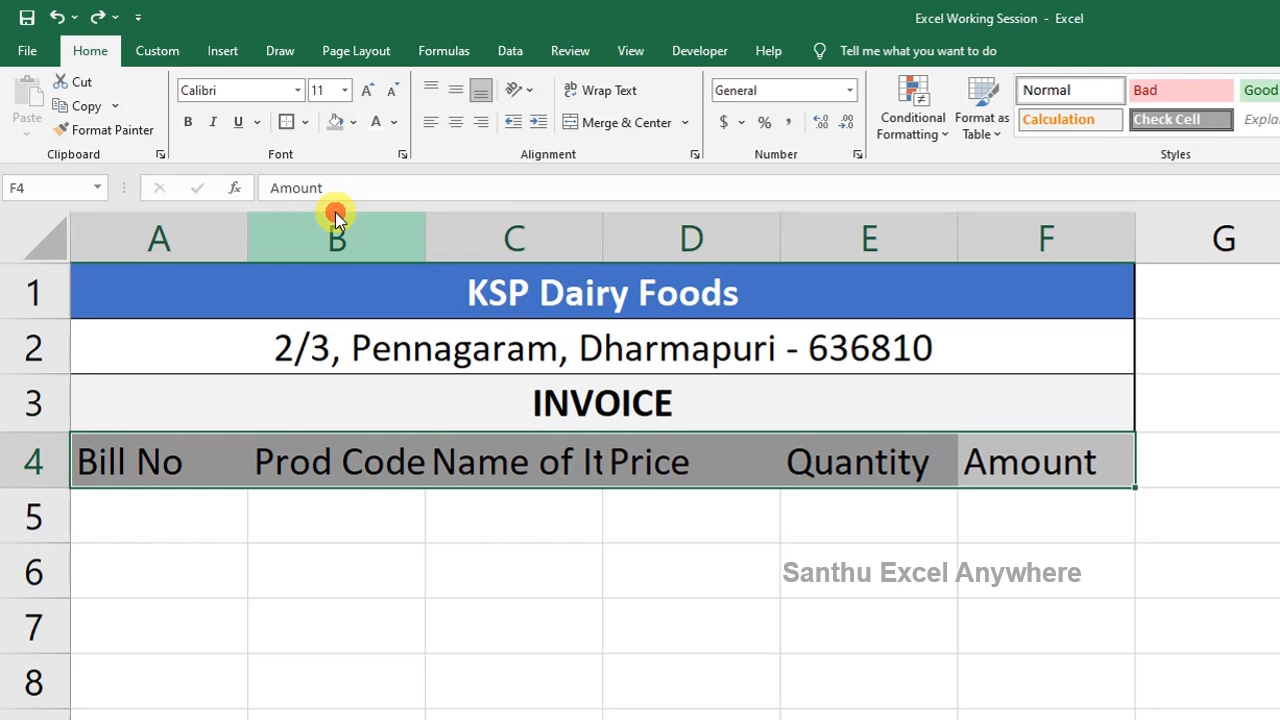 Excel Working Session - Excel
File Home Custom Insert Draw Page Layout Formulas Data Review View Developer Help Tell me what you want to do
Paste
Cut
Copy
Format Painter
Calibri 11 A A
B I U A
ab Wrap Text
Merge & Center
General
$ % ,
Conditional Formatting
Format as Table
Normal Bad Good
Calculation Check Cell
Clipboard Font Alignment Number Styles
F4 fx Amount
A B C D E F G
1 KSP Dairy Foods
2 2/3, Pennagaram, Dharmapuri - 636810
3 INVOICE
4 Bill No Prod Code Name of It Price Quantity Amount
5
6 Santhu Excel Anywhere
7
8